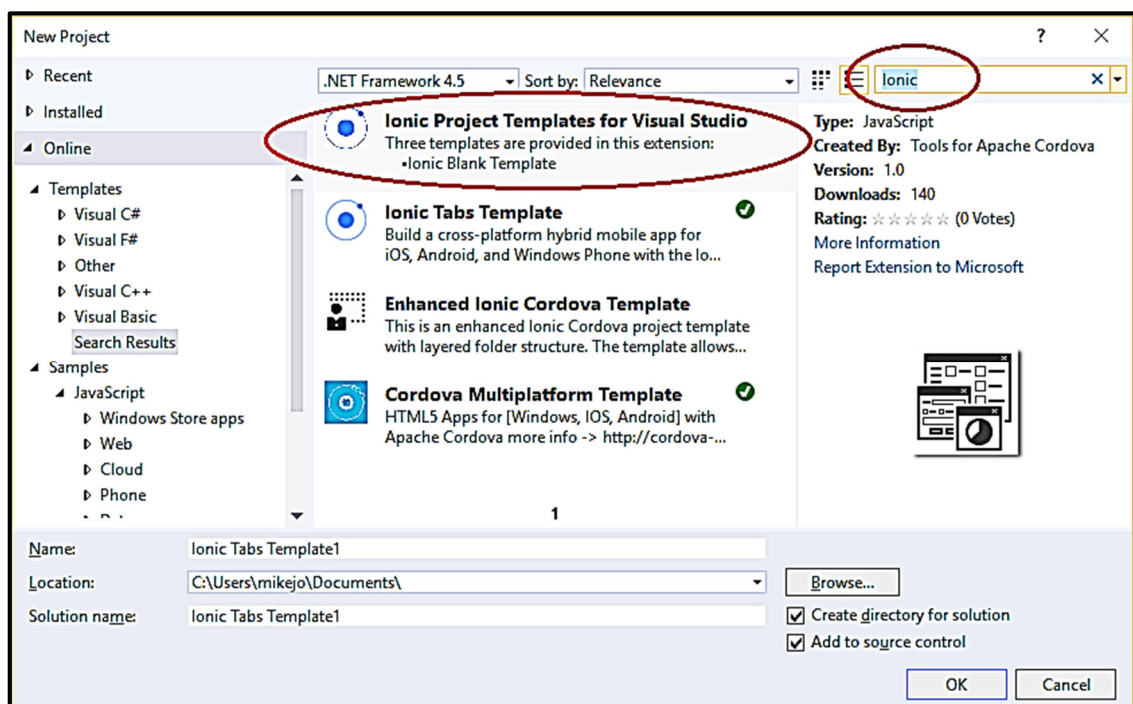 New Project
?
Recent
Installed
Online
Templates
Visual C#
Visual F#
Other
Visual C++
Visual Basic
Search Results
Samples
JavaScript
Windows Store apps
Web
Cloud
Phone
.NET Framework 4.5
Sort by: Relevance
Ionic
Ionic Project Templates for Visual Studio
Three templates are provided in this extension:
•Ionic Blank Template
Ionic Tabs Template
Build a cross-platform hybrid mobile app for
iOS, Android, and Windows Phone with the Io...
Enhanced Ionic Cordova Template
This is an enhanced Ionic Cordova project template
with layered folder structure. The template allows...
Cordova Multiplatform Template
HTML5 Apps for [Windows, IOS, Android] with
Apache Cordova more info -> http://cordova-...
1
Type: JavaScript
Created By: Tools for Apache Cordova
Version: 1.0
Downloads: 140
Rating: ☆☆☆☆☆ (0 Votes)
More Information
Report Extension to Microsoft
Name: Ionic Tabs Template1
Location: C:\Users\mikejo\Documents\
Browse...
Solution name: Ionic Tabs Template1
Create directory for solution
Add to source control
OK
Cancel